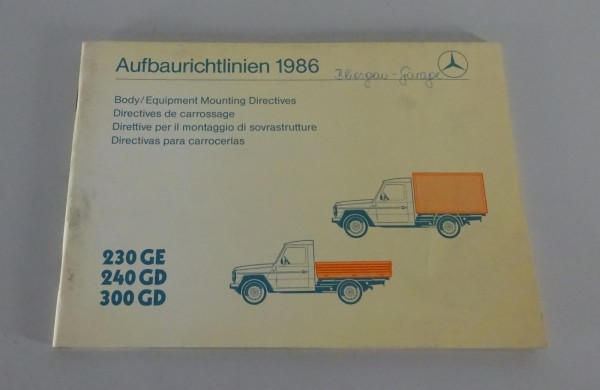 Aufbaurichtlinien 1986
Body/Equipment Mounting Directives
Directives de carrossage
Direttive per il montaggio di sovrastrutture
Directivas para carrocerias
230 GE
240 GD
300 GD